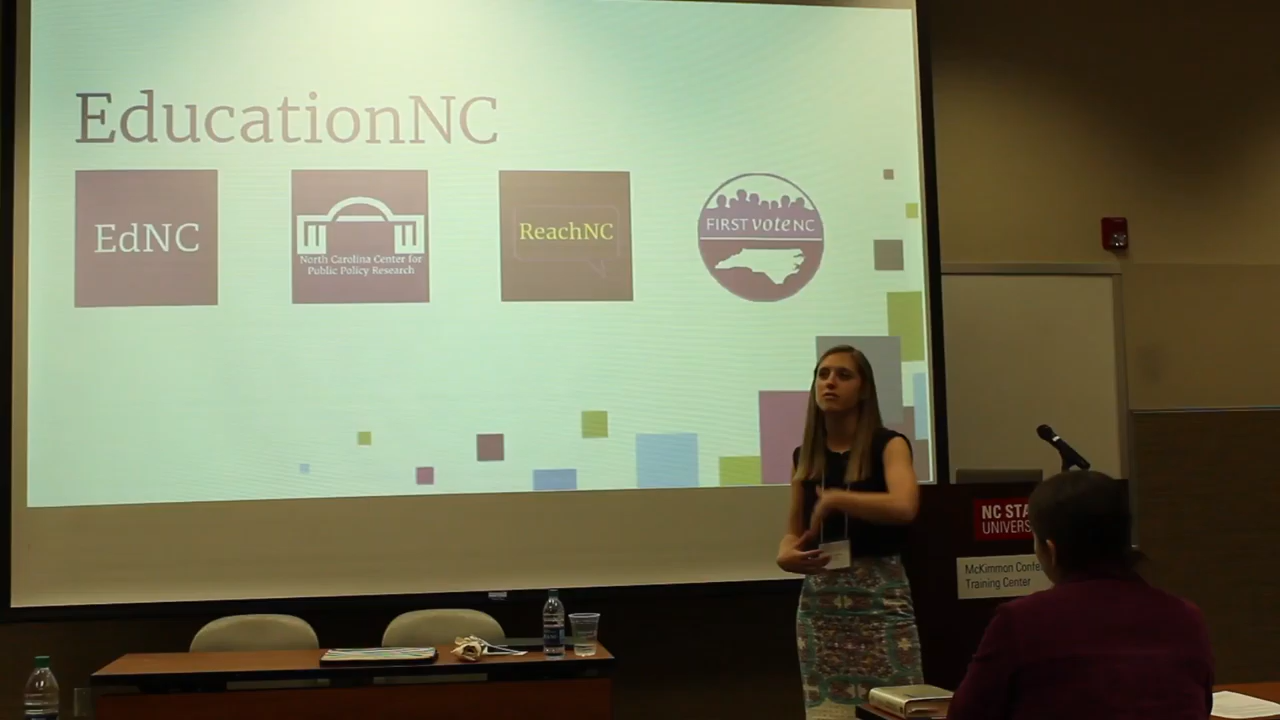 EducationNC
EdNC
North Carolina Center for
Public Policy Research
ReachNC
FIRST vote NC
NC STA
UNIVERS
McKimmon Confe
Training Center